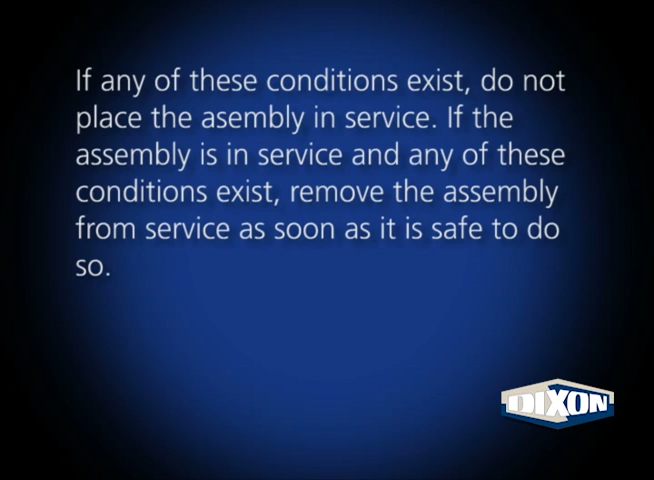 If any of these conditions exist, do not
place the asembly in service. If the
assembly is in service and any of these
conditions exist, remove the assembly
from service as soon as it is safe to do
so.
DIXON